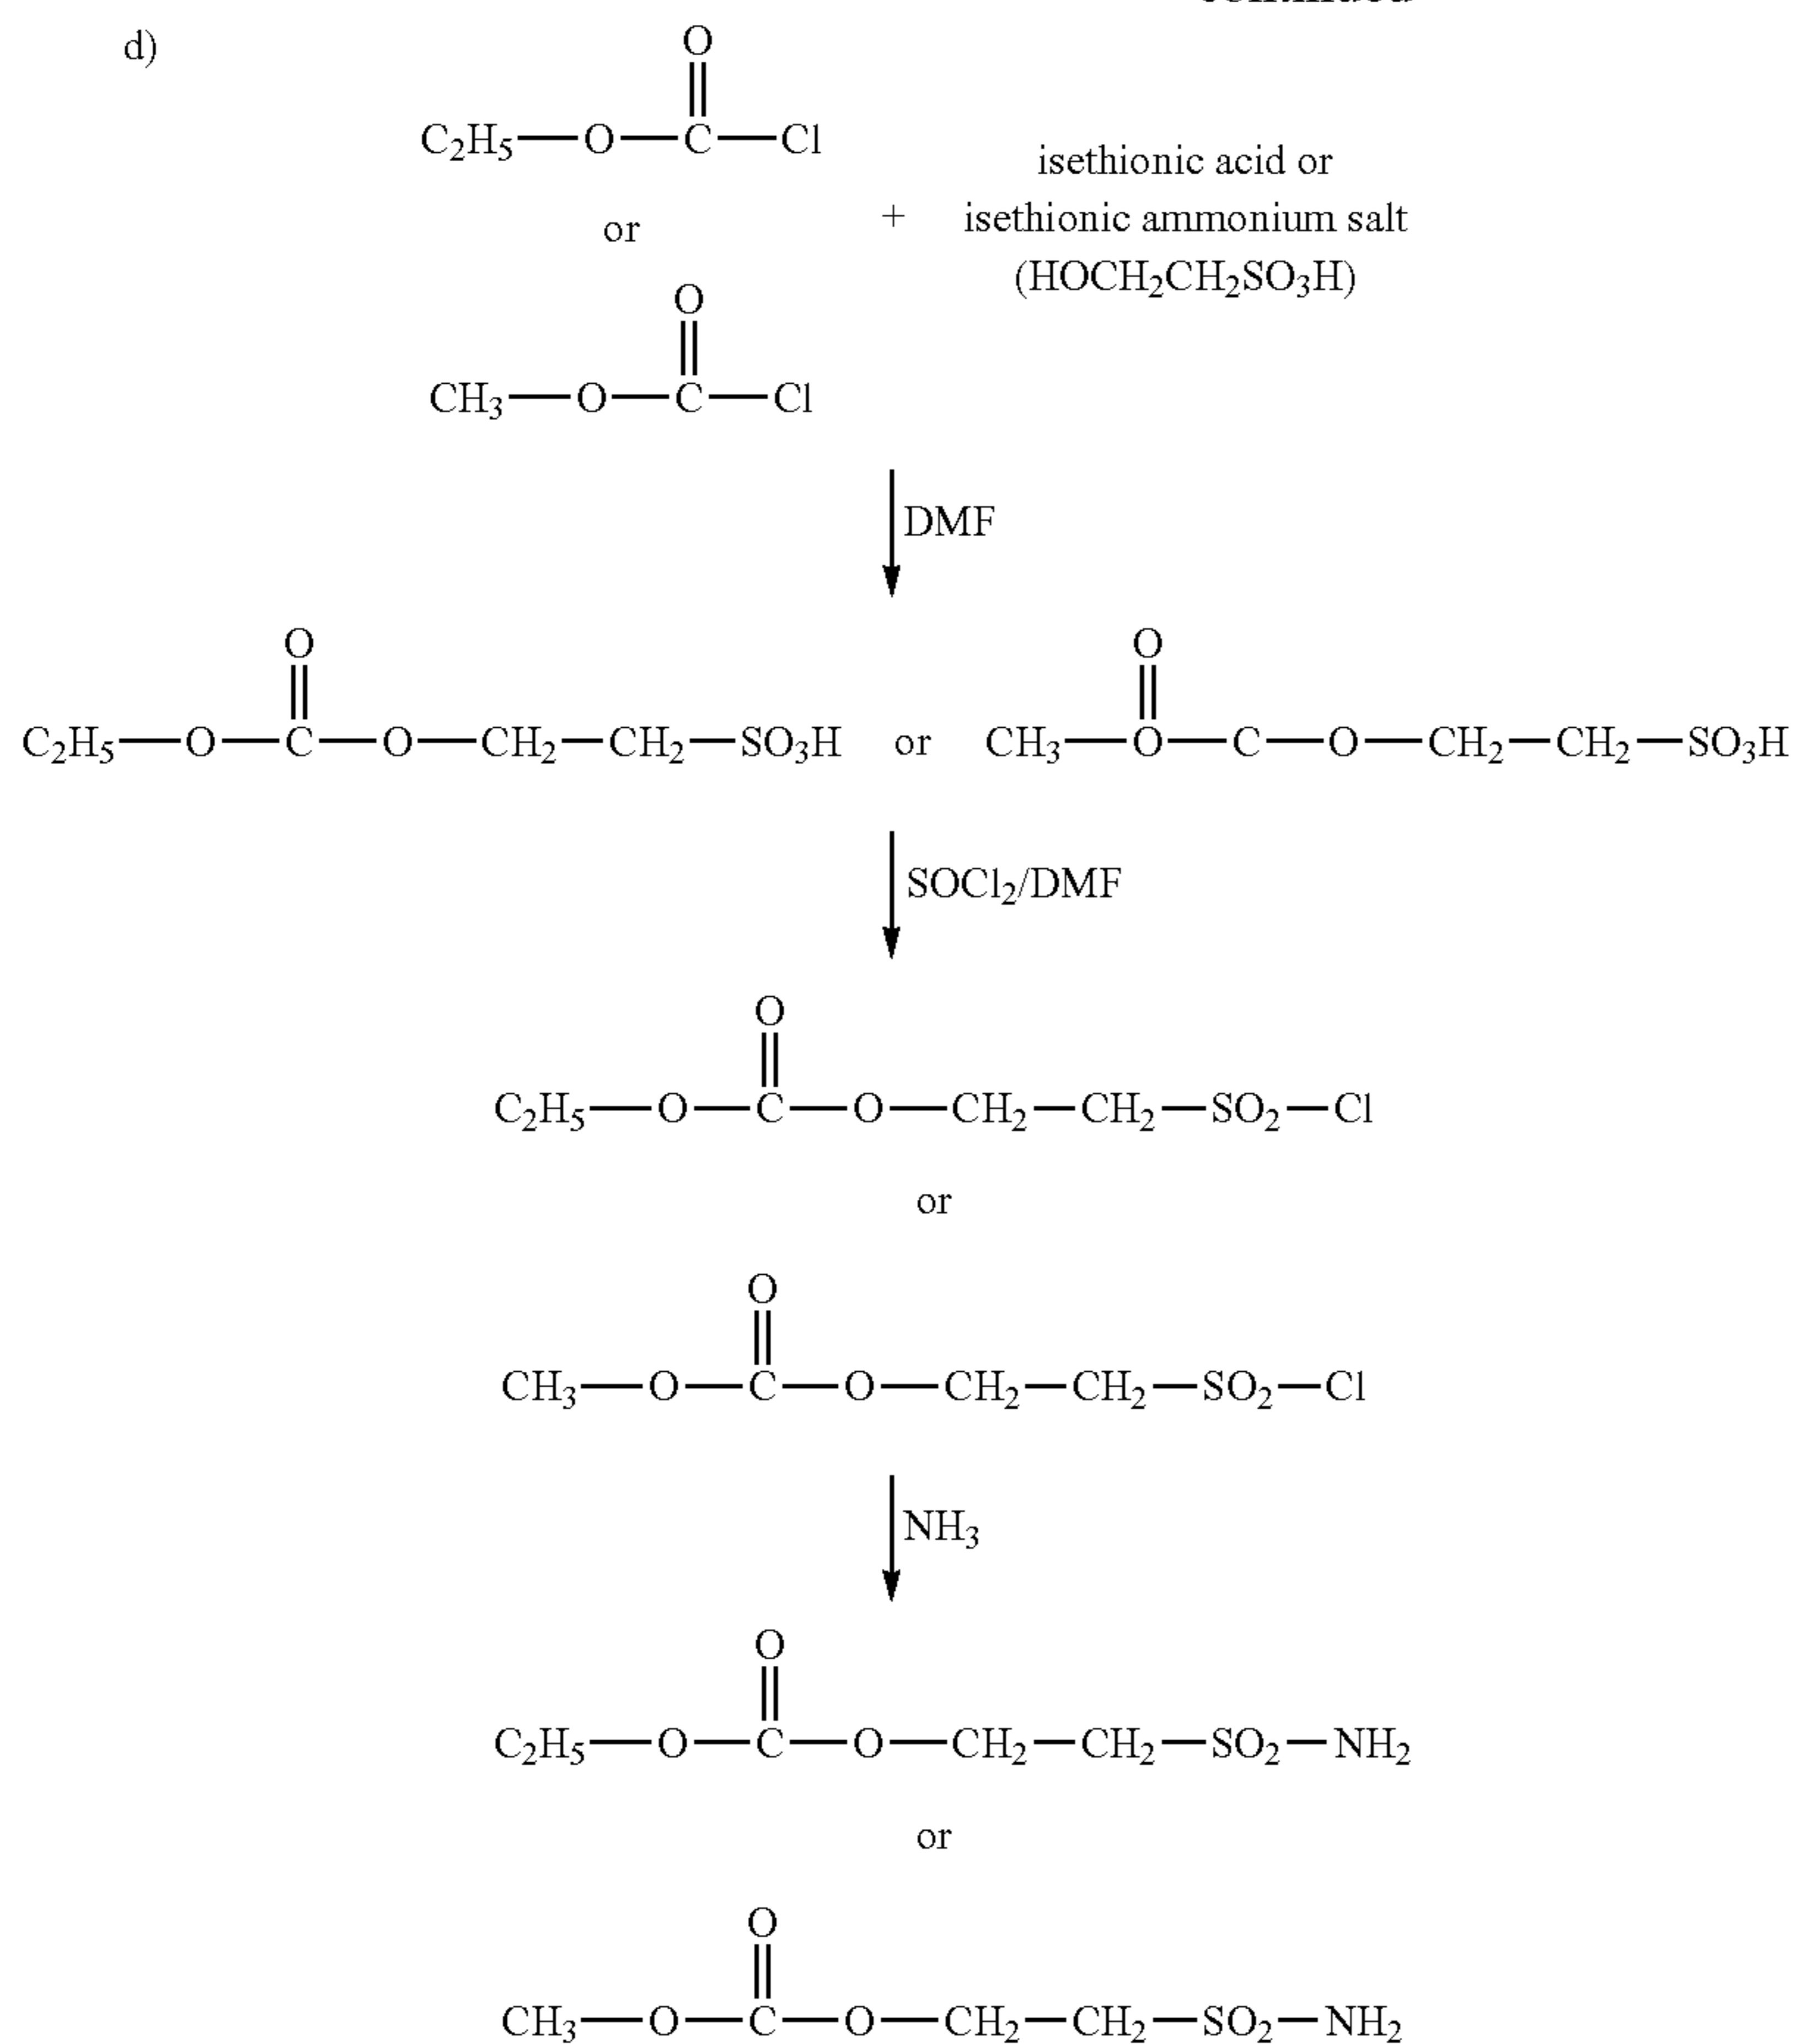 d)
O
C2H5—O—C—Cl
or
+
isethionic acid or
isethionic ammonium salt
(HOCH2CH2SO3H)
O
CH3—O—C—Cl
DMF
O
C2H5—O—C—O—CH2—CH2—SO3H
or
O
CH3—O—C—O—CH2—CH2—SO3H
SOCl2/DMF
O
C2H5—O—C—O—CH2—CH2—SO2—Cl
or
O
CH3—O—C—O—CH2—CH2—SO2—Cl
NH3
O
C2H5—O—C—O—CH2—CH2—SO2—NH2
or
O
CH3—O—C—O—CH2—CH2—SO2—NH2